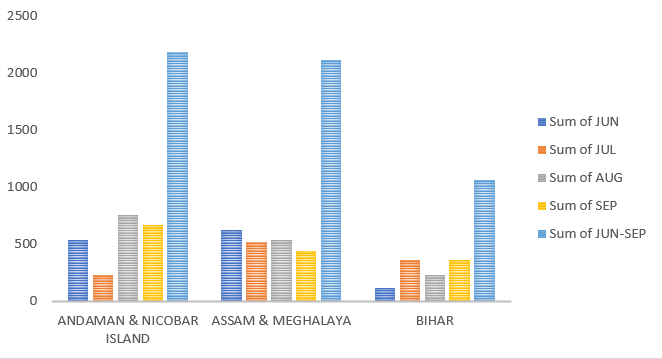 2500
2000
1500
1000
500
0
ANDAMAN & NICOBAR
ISLAND
ASSAM & MEGHALAYA
BIHAR
Sum of JUN
Sum of JUL
Sum of AUG
Sum of SEP
Sum of JUN-SEP